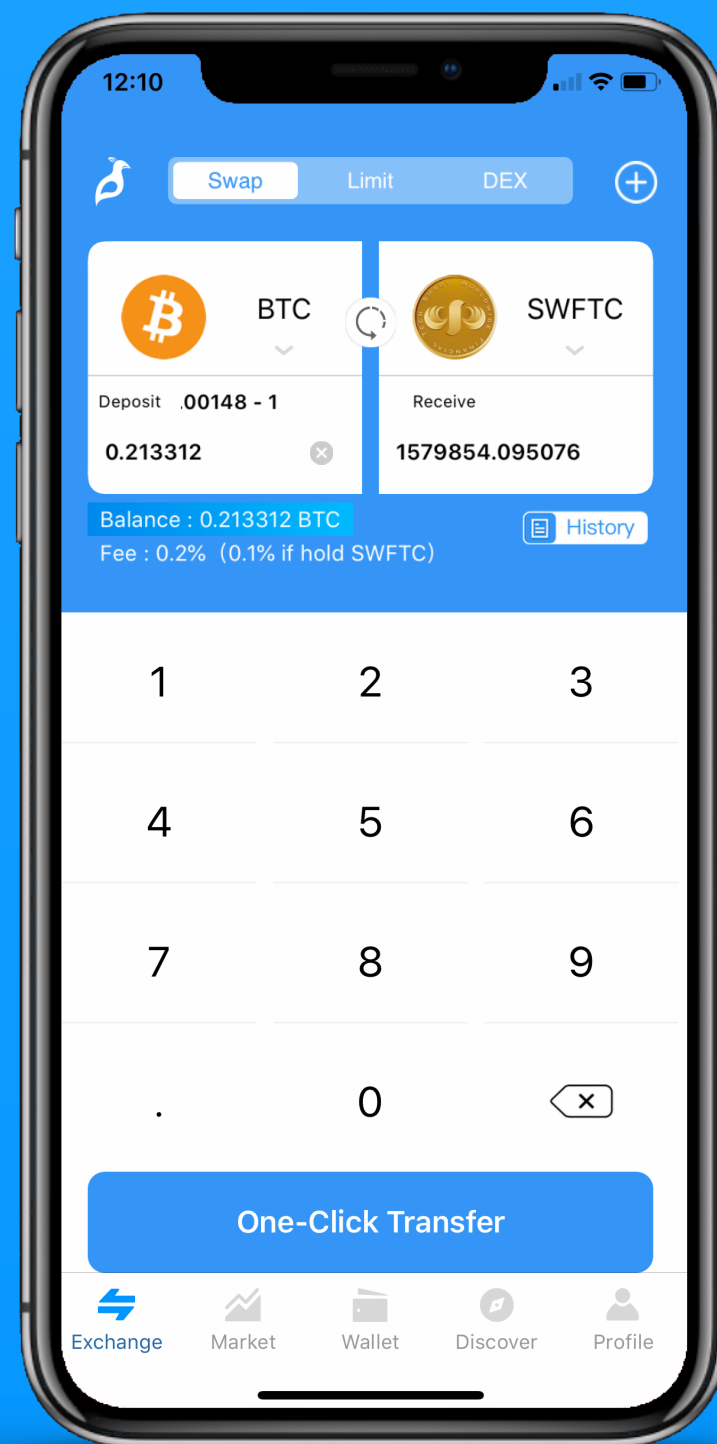 12:10
Swap Limit DEX
BTC SWFTC
Deposit .00148 - 1 Receive
0.213312 1579854.095076
Balance : 0.213312 BTC
History
Fee : 0.2% (0.1% if hold SWFTC)
1 2 3
4 5 6
7 8 9
. 0
One-Click Transfer
Exchange Market Wallet Discover Profile